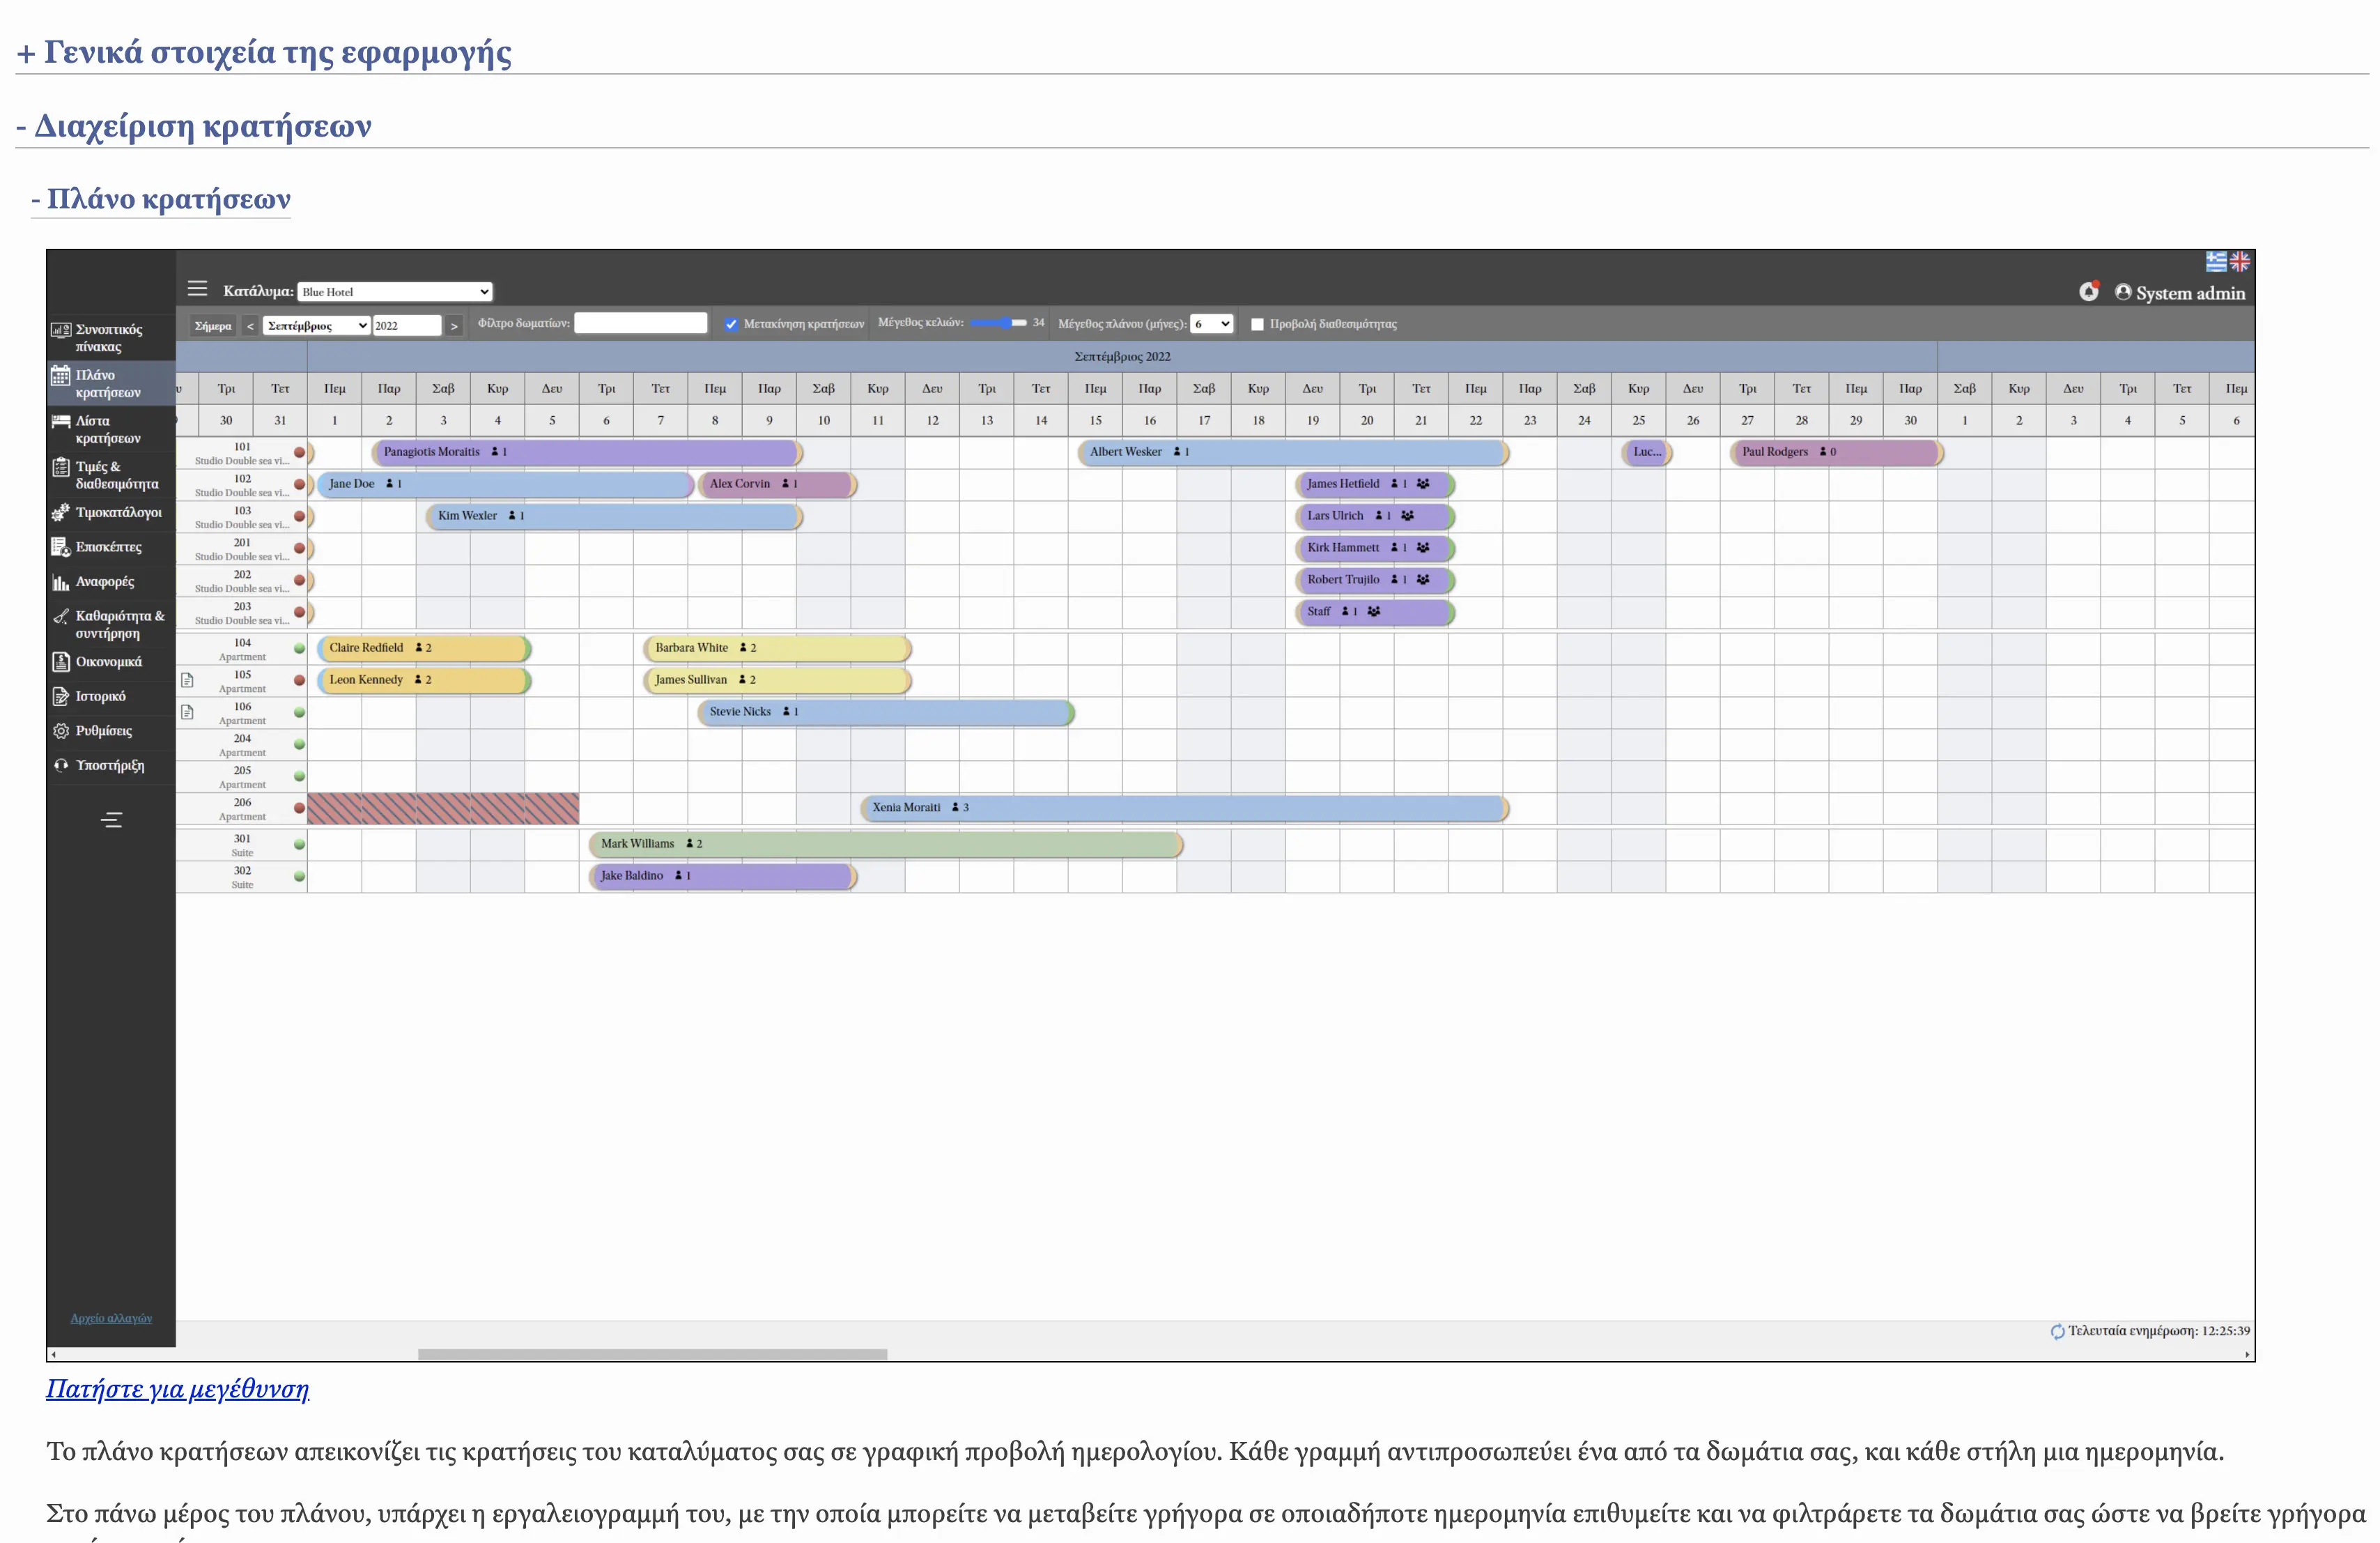 + Γενικά στοιχεία της εφαρμογής
- Διαχείριση κρατήσεων
- Πλάνο κρατήσεων
Κατάλυμα: Blue Hotel
System admin
Σήμερα < Σεπτέμβριος 2022 > Φίλτρο δωματίων: Μετακίνηση κρατήσεων Μέγεθος κελιών: 34 Μέγεθος πλάνου (μήνες): 6 Προβολή διαθεσιμότητας
Συνοπτικός
πίνακας
Πλάνο
κρατήσεων
Λίστα
κρατήσεων
Τιμές &
διαθεσιμότητα
Τιμοκατάλογοι
Επισκέπτες
Αναφορές
Καθαριότητα &
συντήρηση
Οικονομικά
Ιστορικό
Ρυθμίσεις
Υποστήριξη
Αρχείο αλλαγών
Σεπτέμβριος 2022
Τρι Τετ Πεμ Παρ Σαβ Κυρ Δευ Τρι Τετ Πεμ Παρ Σαβ Κυρ Δευ Τρι Τετ Πεμ Παρ Σαβ Κυρ Δευ Τρι Τετ Πεμ Παρ Σαβ Κυρ Δευ Τρι Τετ Πεμ Παρ Σαβ Κυρ Δευ Τρι Τετ Πεμ
30 31 1 2 3 4 5 6 7 8 9 10 11 12 13 14 15 16 17 18 19 20 21 22 23 24 25 26 27 28 29 30 1 2 3 4 5 6
101 Panagiotis Moraitis 1 Albert Wesker 1 Luc... Paul Rodgers 0
Studio Double sea vi...
102 Jane Doe 1 Alex Corvin 1 James Hetfield 1
Studio Double sea vi...
103 Kim Wexler 1 Lars Ulrich 1
Studio Double sea vi...
201 Kirk Hammett 1
Studio Double sea vi...
202 Robert Trujilo 1
Studio Double sea vi...
203 Staff 1
Studio Double sea vi...
104 Claire Redfield 2 Barbara White 2
Apartment
105 Leon Kennedy 2 James Sullivan 2
Apartment
106 Stevie Nicks 1
Apartment
204
Apartment
205
Apartment
206 Xenia Moraiti 3
Apartment
301 Mark Williams 2
Suite
302 Jake Baldino 1
Suite
Τελευταία ενημέρωση: 12:25:39
Πατήστε για μεγέθυνση
Το πλάνο κρατήσεων απεικονίζει τις κρατήσεις του καταλύματος σας σε γραφική προβολή ημερολογίου. Κάθε γραμμή αντιπροσωπεύει ένα από τα δωμάτια σας, και κάθε στήλη μια ημερομηνία.
Στο πάνω μέρος του πλάνου, υπάρχει η εργαλειογραμμή του, με την οποία μπορείτε να μεταβείτε γρήγορα σε οποιαδήποτε ημερομηνία επιθυμείτε και να φιλτράρετε τα δωμάτια σας ώστε να βρείτε γρήγορα